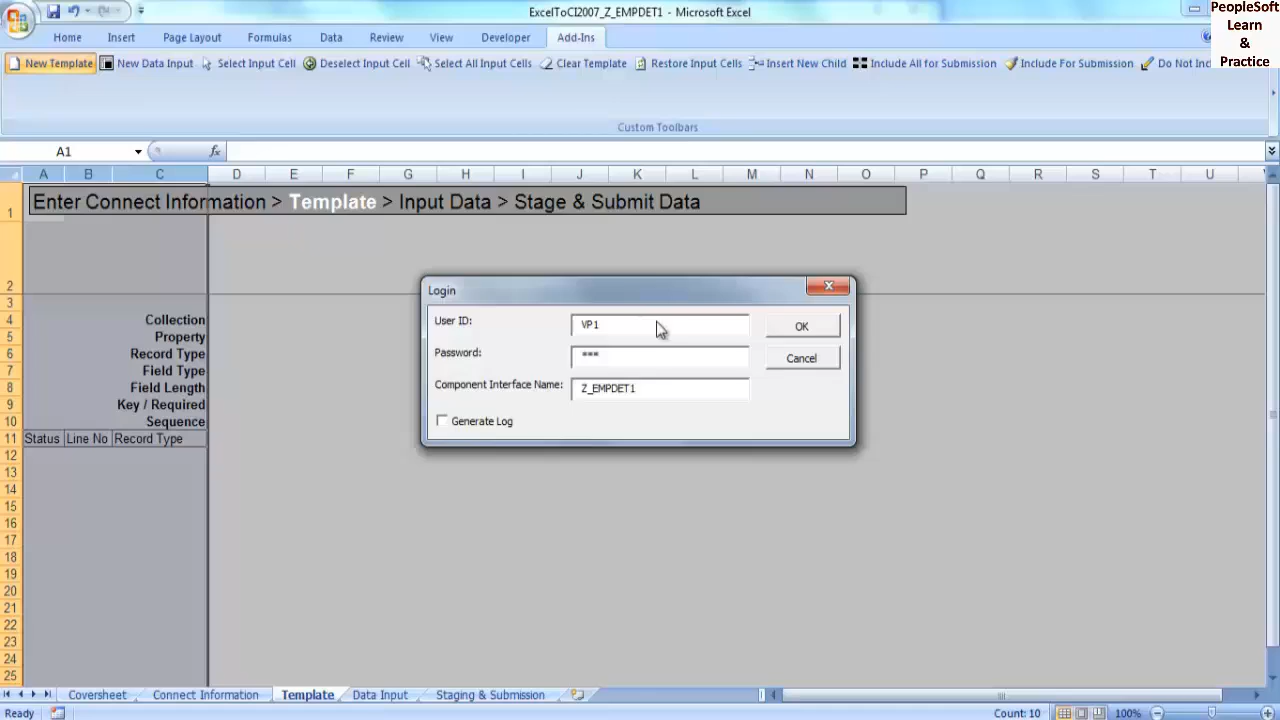 ExcelToCI2007_Z_EMPDET1 - Microsoft Excel
PeopleSoft
Learn
&
Practice
Home Insert Page Layout Formulas Data Review View Developer Add-Ins
New Template New Data Input Select Input Cell Deselect Input Cell Select All Input Cells Clear Template Restore Input Cells Insert New Child Include All for Submission Include For Submission Do Not
Custom Toolbars
A1 fx
A B C D E F G H I J K L M N O P Q R S T U
1 Enter Connect Information > Template > Input Data > Stage & Submit Data
2
3
4 Collection
5 Property
6 Record Type
7 Field Type
8 Field Length
9 Key / Required
10 Sequence
11 Status Line No Record Type
12
13
14
15
16
17
18
19
20
21
22
23
24
25
Login
User ID: VP1 OK
Password: *** Cancel
Component Interface Name: Z_EMPDET1
Generate Log
Coversheet Connect Information Template Data Input Staging & Submission
Ready Count: 10 100%